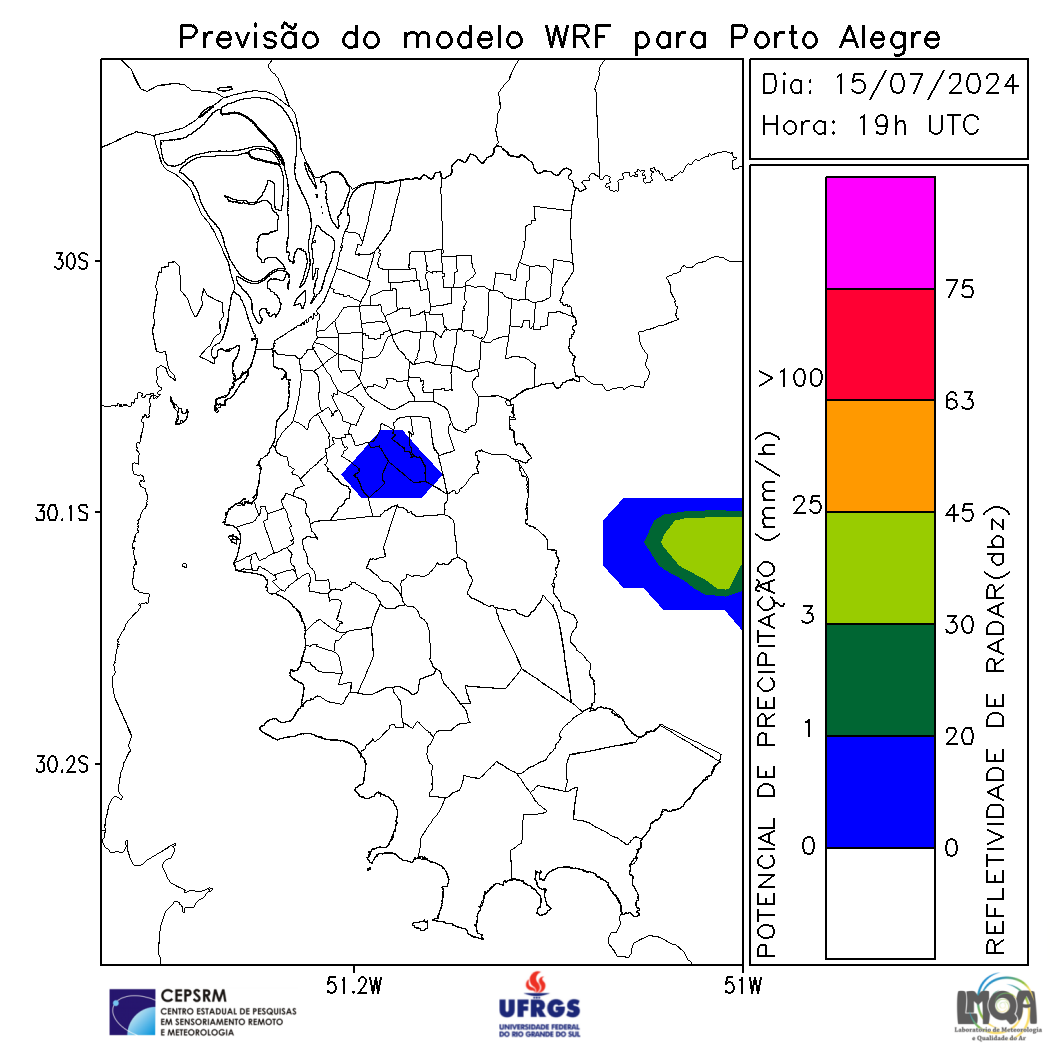 Previsão do modelo WRF para Porto Alegre
Dia: 15/07/2024
Hora: 19h UTC
30S
30.1S
30.2S
51.2W
51W
POTENCIAL DE PRECIPITAÇÃO (mm/h)
>100
25
3
1
0
75
63
45
30
20
0
REFLETIVIDADE DE RADAR(dbz)
CEPSRM
CENTRO ESTADUAL DE PESQUISAS
EM SENSORIAMENTO REMOTO
E METEOROLOGIA
UFRGS
UNIVERSIDADE FEDERAL
DO RIO GRANDE DO SUL
LMQA
Laboratório de Meteorologia
e Qualidade do Ar